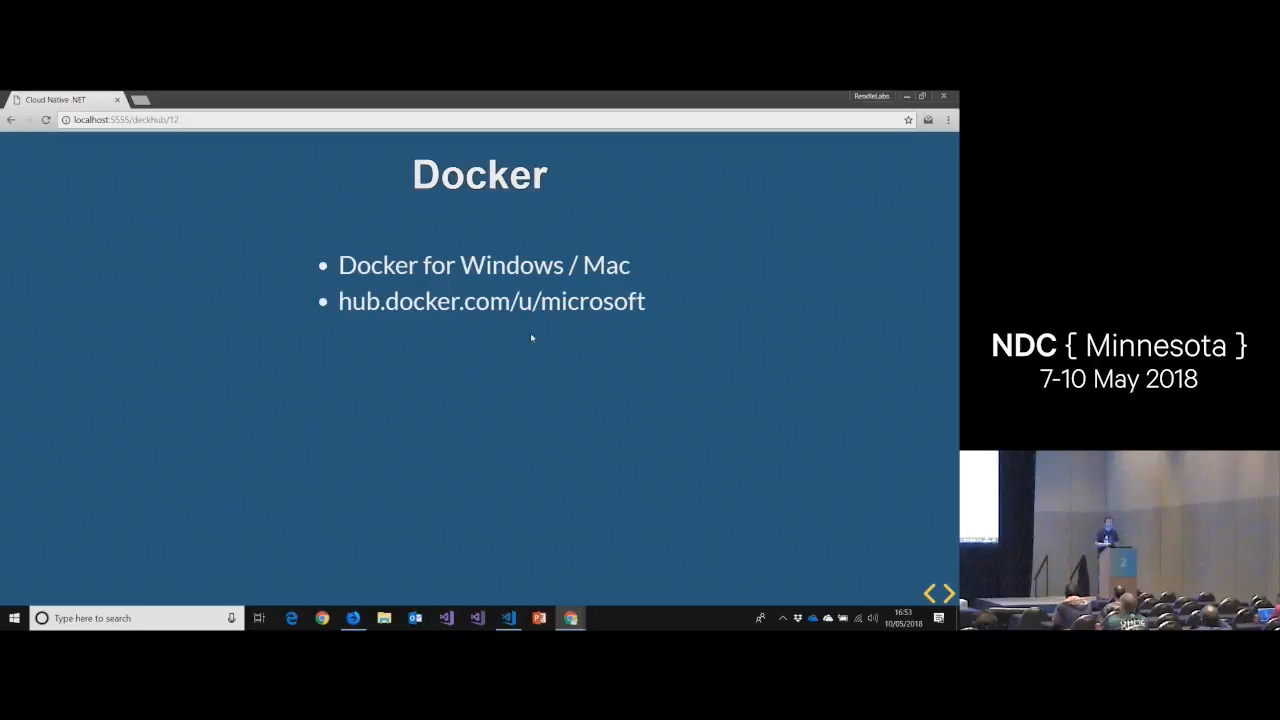 Cloud Native .NET
RendleLabs
localhost:5555/deckhub/12
Docker
• Docker for Windows / Mac
• hub.docker.com/u/microsoft
NDC { Minnesota }
7-10 May 2018
2
Type here to search
16:53
10/05/2018